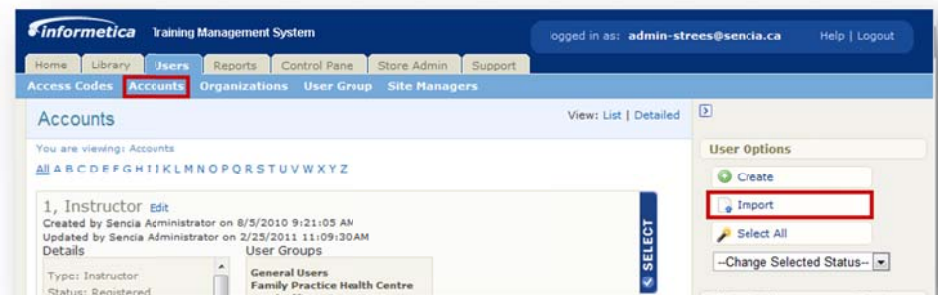 informetica Training Management System
ogged in as: admin-strees@sencia.ca Help | Logout
Home Library Users Reports Control Pane Store Admin Support
Access Codes Accounts Organizations User Group Site Managers
Accounts
View: List | Detailed
You are viewing: Accounts
All A B C D E F G H I J K L M N O P Q R S T U V W X Y Z
1, Instructor Edit
Created by Sencia Administrator on 8/5/2010 9:21:05 AM
Updated by Sencia Administrator on 2/25/2011 11:09:30AM
Details User Groups
Type: Instructor
Status: Registered
General Users
Family Practice Health Centre
SELECT
User Options
Create
Import
Select All
--Change Selected Status--